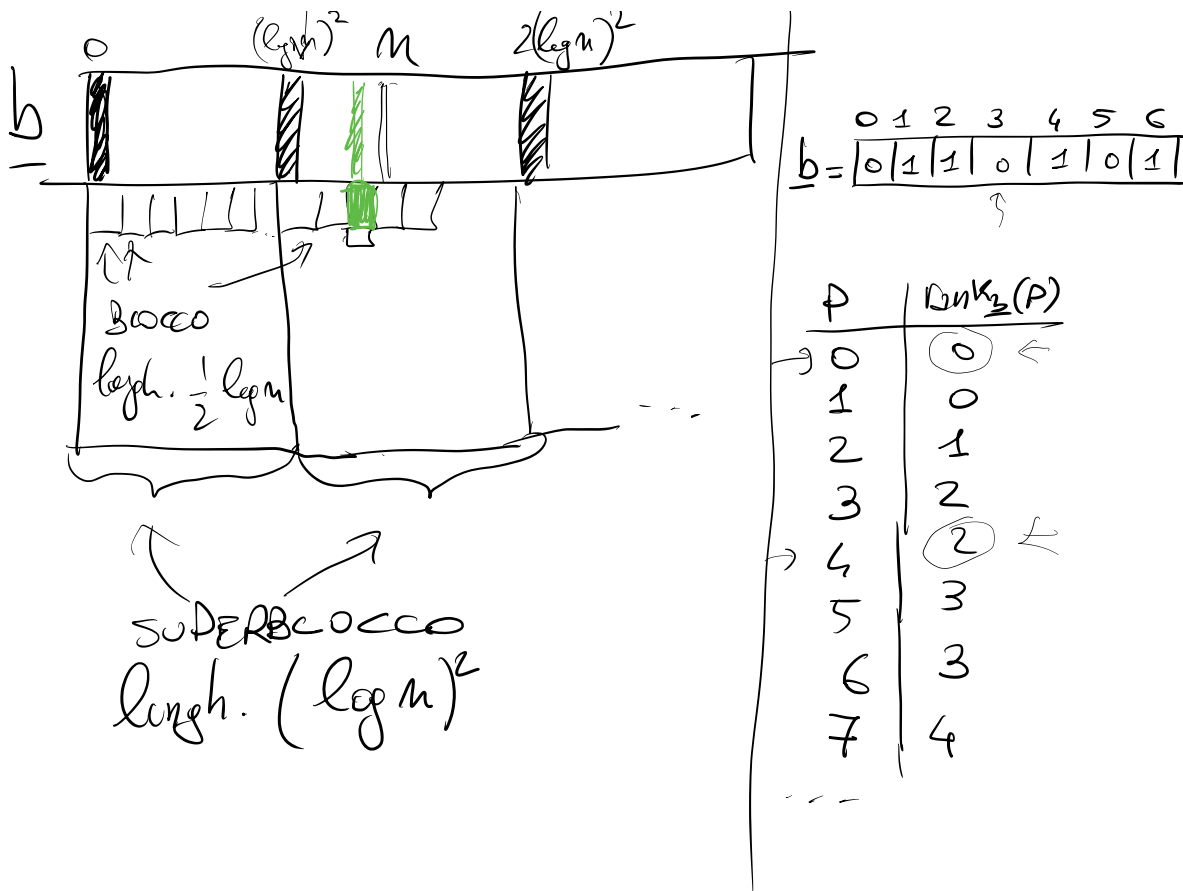 0 (log n)² n 2(log n)²
b
BLOCCO
lungh. 1/2 log n
...
SUPERBLOCCO
lungh. (log n)²
0 1 2 3 4 5 6
b = 0 1 1 0 1 0 1
P rank_b(P)
0 0
1 0
2 1
3 2
4 2
5 3
6 3
7 4
...